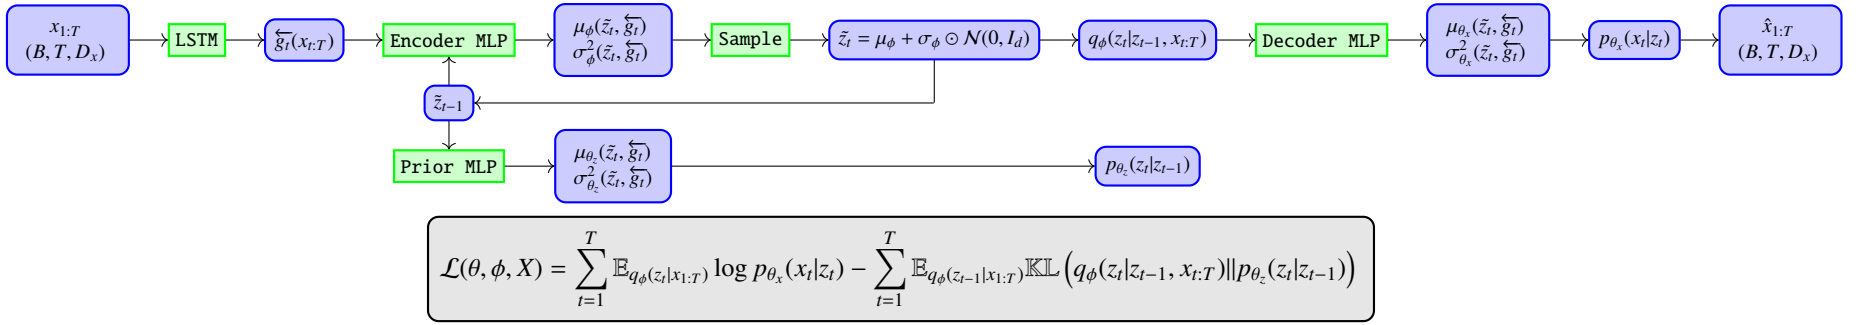 x_{1:T}
(B, T, D_x)
LSTM
\overleftarrow{g_t}(x_{t:T})
Encoder MLP
μ_ϕ(\tilde{z}_t, \overleftarrow{g_t})
σ²_ϕ(\tilde{z}_t, \overleftarrow{g_t})
Sample
\tilde{z}_t = μ_ϕ + σ_ϕ ⊙ 𝒩(0, I_d)
q_ϕ(z_t|z_{t−1}, x_{t:T})
Decoder MLP
μ_{θ_x}(\tilde{z}_t, \overleftarrow{g_t})
σ²_{θ_x}(\tilde{z}_t, \overleftarrow{g_t})
p_{θ_x}(x_t|z_t)
\hat{x}_{1:T}
(B, T, D_x)
\tilde{z}_{t−1}
Prior MLP
μ_{θ_z}(\tilde{z}_t, \overleftarrow{g_t})
σ²_{θ_z}(\tilde{z}_t, \overleftarrow{g_t})
p_{θ_z}(z_t|z_{t−1})
ℒ(θ, ϕ, X) = \sum_{t=1}^{T} 𝔼_{q_ϕ(z_t|x_{1:T})} log p_{θ_x}(x_t|z_t) − \sum_{t=1}^{T} 𝔼_{q_ϕ(z_{t−1}|x_{1:T})} 𝕂𝕃 (q_ϕ(z_t|z_{t−1}, x_{t:T})||p_{θ_z}(z_t|z_{t−1}))